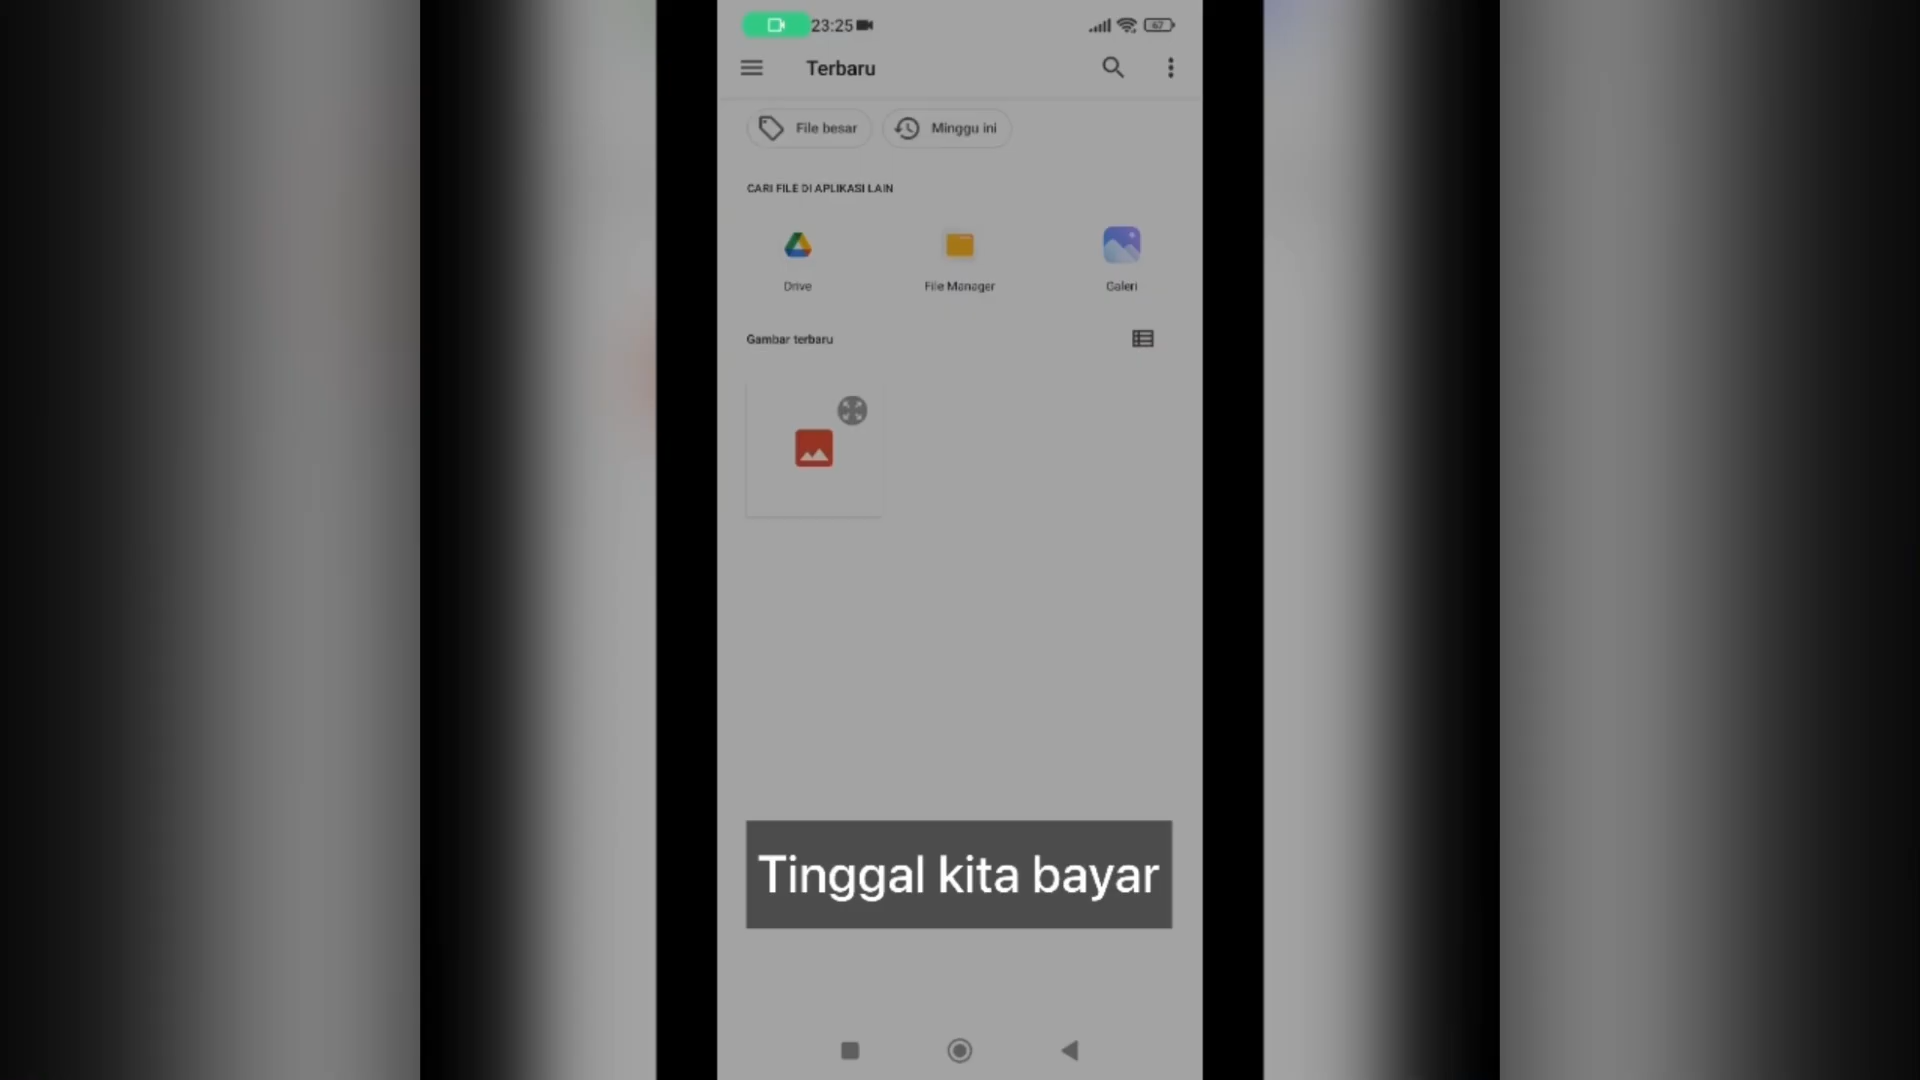 23:25
67
Terbaru
File besar
Minggu ini
CARI FILE DI APLIKASI LAIN
Drive
File Manager
Galeri
Gambar terbaru
Tinggal kita bayar